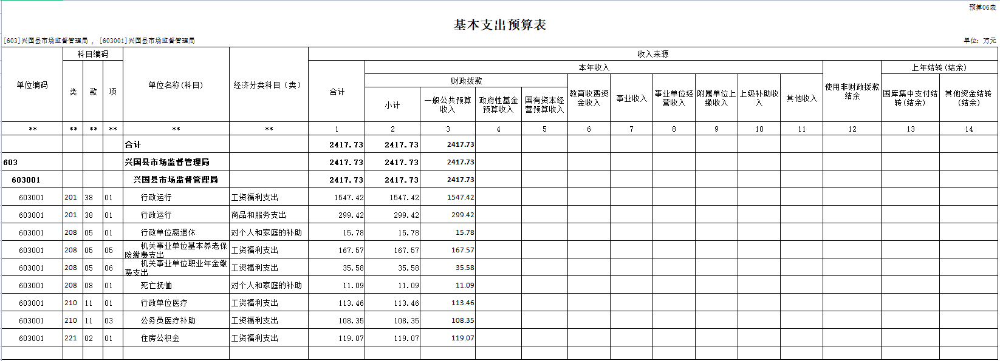 预算06表
基本支出预算表
[603]兴国县市场监督管理局 , [603001]兴国县市场监督管理局 单位: 万元
单位编码 科目编码 单位名称(科目) 经济分类科目(类) 收入来源
类 款 项 合计 本年收入 使用非财政拨款结余 上年结转(结余)
财政拨款 教育收费资金收入 事业收入 事业单位经营收入 附属单位上缴收入 上级补助收入 其他收入 国库集中支付结转(结余) 其他资金结转(结余)
小计 一般公共预算收入 政府性基金预算收入 国有资本经营预算收入
** ** ** ** ** ** 1 2 3 4 5 6 7 8 9 10 11 12 13 14
合计 2417.73 2417.73 2417.73
603 兴国县市场监督管理局 2417.73 2417.73 2417.73
603001 兴国县市场监督管理局 2417.73 2417.73 2417.73
603001 201 38 01 行政运行 工资福利支出 1547.42 1547.42 1547.42
603001 201 38 01 行政运行 商品和服务支出 299.42 299.42 299.42
603001 208 05 01 行政单位离退休 对个人和家庭的补助 15.78 15.78 15.78
603001 208 05 05 机关事业单位基本养老保险缴费支出 工资福利支出 167.57 167.57 167.57
603001 208 05 06 机关事业单位职业年金缴费支出 工资福利支出 35.58 35.58 35.58
603001 208 08 01 死亡抚恤 对个人和家庭的补助 11.09 11.09 11.09
603001 210 11 01 行政单位医疗 工资福利支出 113.46 113.46 113.46
603001 210 11 03 公务员医疗补助 工资福利支出 108.35 108.35 108.35
603001 221 02 01 住房公积金 工资福利支出 119.07 119.07 119.07